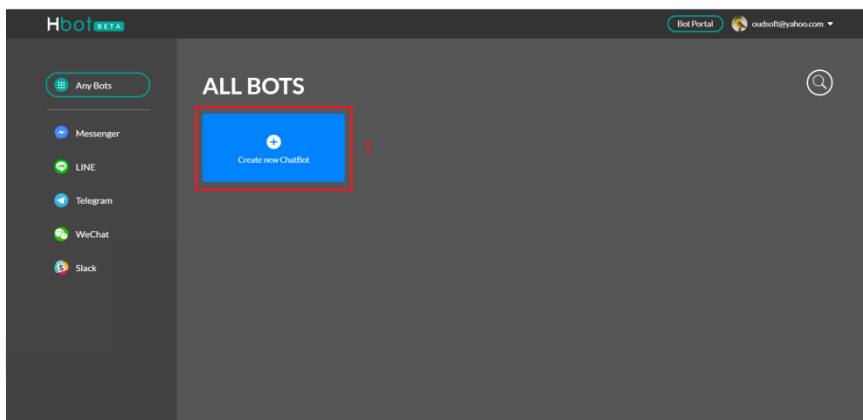 Hbot BETA
Bot Portal
oudsoft@yahoo.com
Any Bots
ALL BOTS
Create new ChatBot
1
Messenger
LINE
Telegram
WeChat
Slack